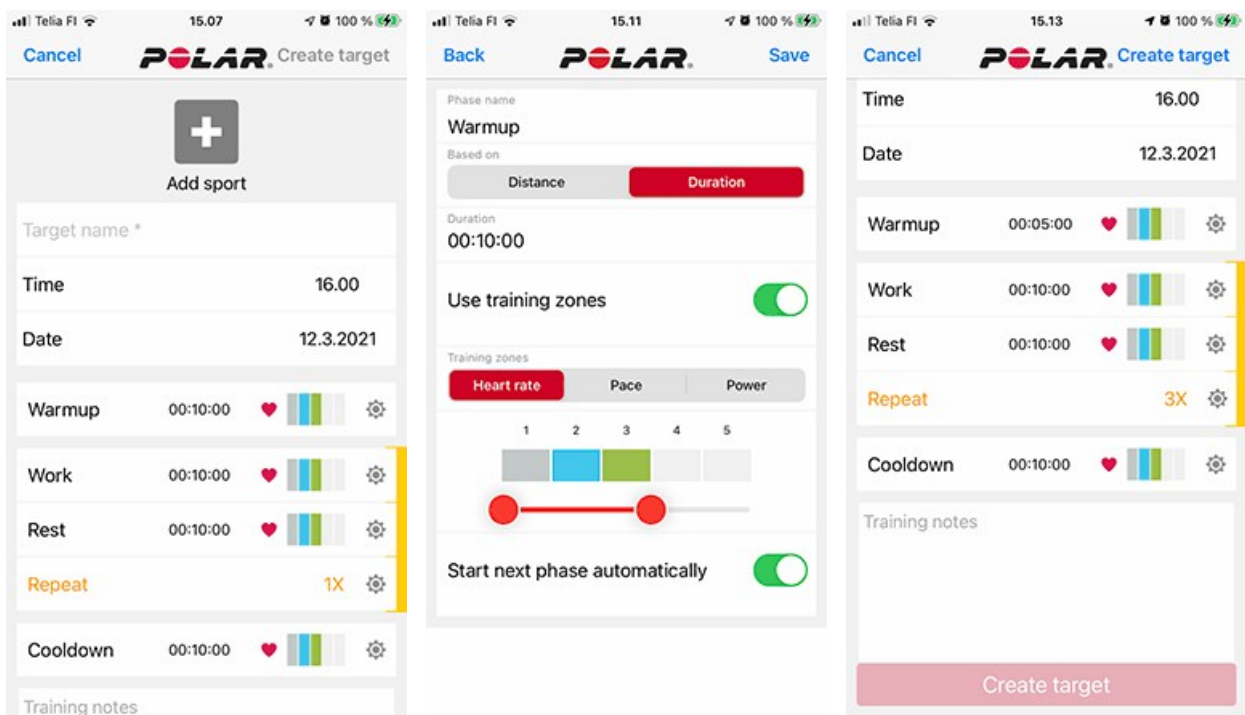 Telia FI 15.07 100 %
Cancel POLAR. Create target
Add sport
Target name *
Time 16.00
Date 12.3.2021
Warmup 00:10:00
Work 00:10:00
Rest 00:10:00
Repeat 1X
Cooldown 00:10:00
Training notes
Telia FI 15.11 100 %
Back POLAR. Save
Phase name
Warmup
Based on
Distance Duration
Duration
00:10:00
Use training zones
Training zones
Heart rate Pace Power
1 2 3 4 5
Start next phase automatically
Telia FI 15.13 100 %
Cancel POLAR. Create target
Time 16.00
Date 12.3.2021
Warmup 00:05:00
Work 00:10:00
Rest 00:10:00
Repeat 3X
Cooldown 00:10:00
Training notes
Create target